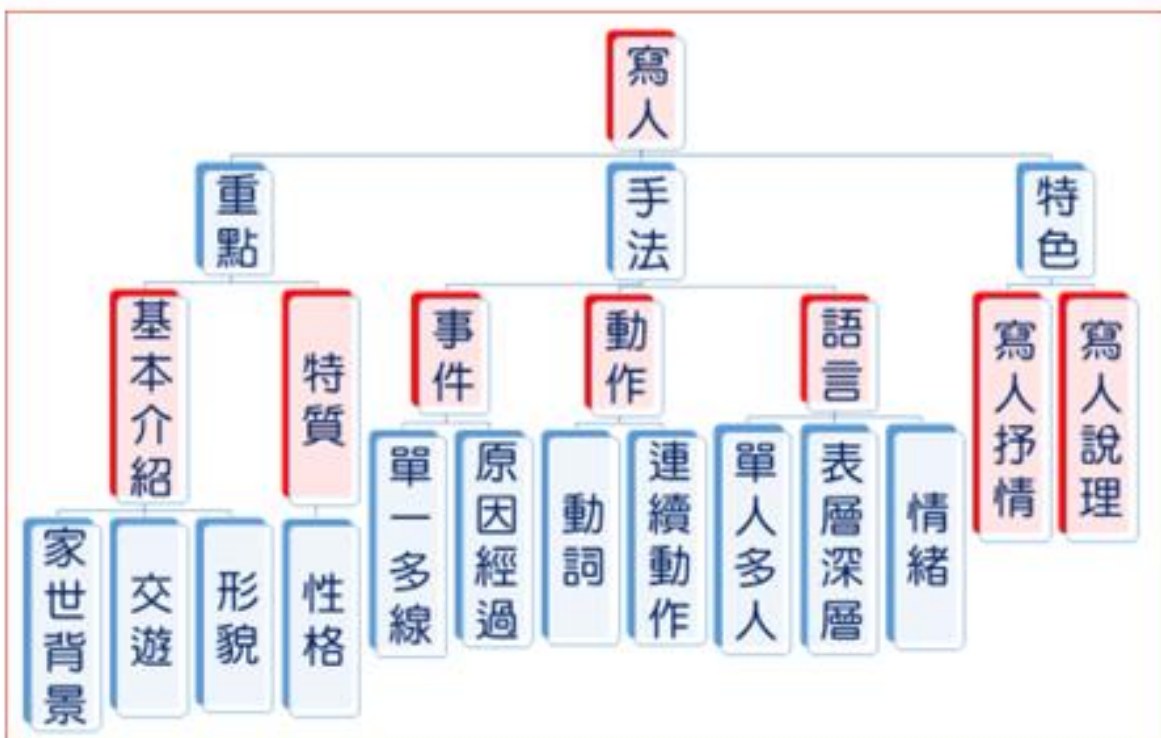 寫人
重點
手法
特色
基本介紹
特質
事件
動作
語言
寫人抒情
寫人說理
家世背景
交遊
形貌
性格
單一多線
原因經過
動詞
連續動作
單人多人
表層深層
情緒